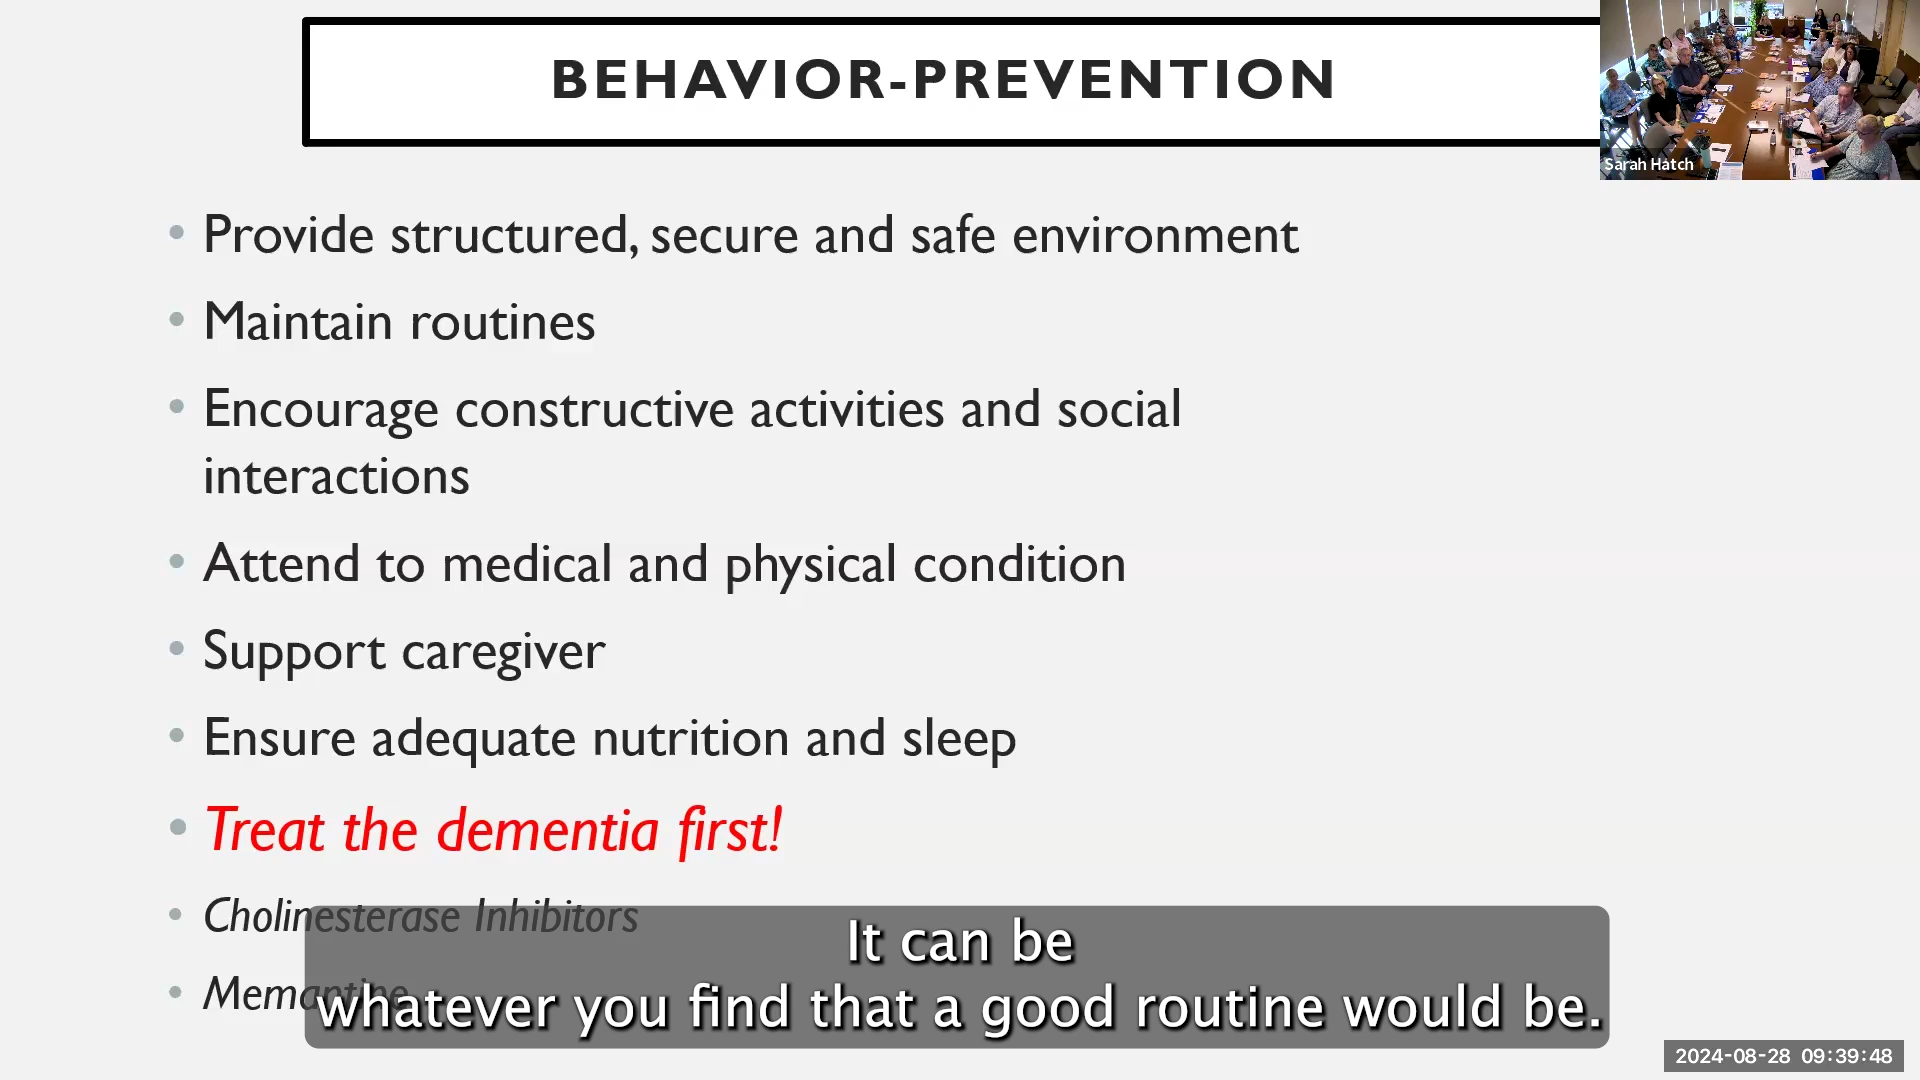 BEHAVIOR-PREVENTION
Sarah Hatch
• Provide structured, secure and safe environment
• Maintain routines
• Encourage constructive activities and social
interactions
• Attend to medical and physical condition
• Support caregiver
• Ensure adequate nutrition and sleep
• Treat the dementia first!
• Cholinesterase Inhibitors
• Memantine
It can be
whatever you find that a good routine would be.
2024-08-28 09:39:48